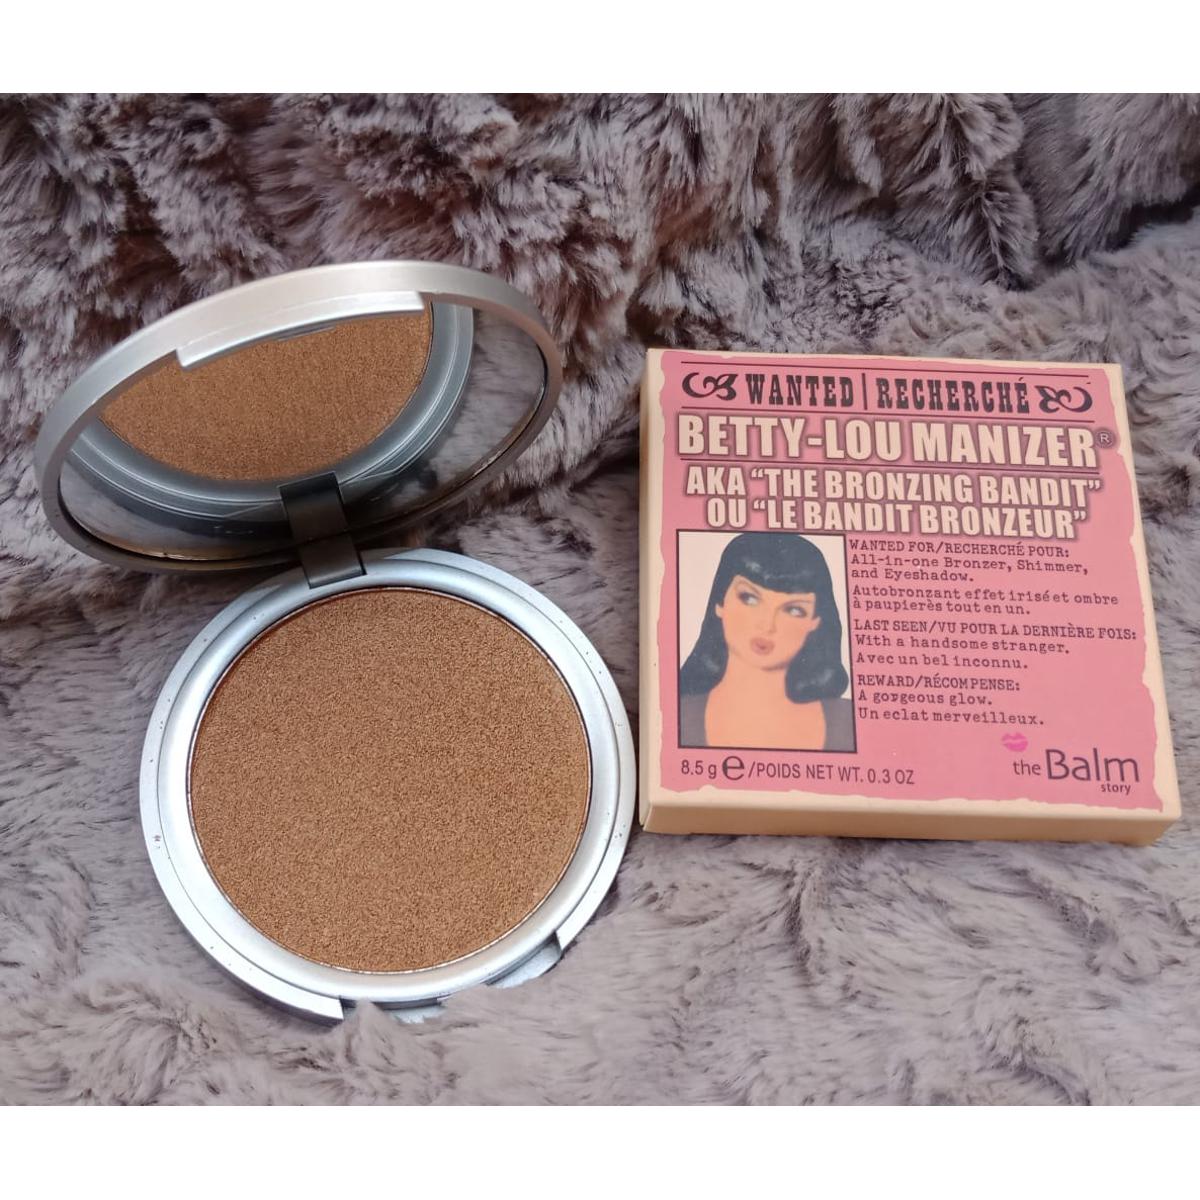 WANTED | RECHERCHÉ
BETTY-LOU MANIZER®
AKA "THE BRONZING BANDIT"
OU "LE BANDIT BRONZEUR"
WANTED FOR/RECHERCHÉ POUR:
All-in-one Bronzer, Shimmer,
and Eyeshadow.
Autobronzant effet irisé et ombre
à paupierès tout en un.
LAST SEEN/VU POUR LA DERNIÈRE FOIS:
With a handsome stranger.
Avec un bel inconnu.
REWARD/RÉCOMPENSE:
A gorgeous glow.
Un eclat merveilleux.
8.5 g e/POIDS NET WT. 0.3 OZ
the Balm
story